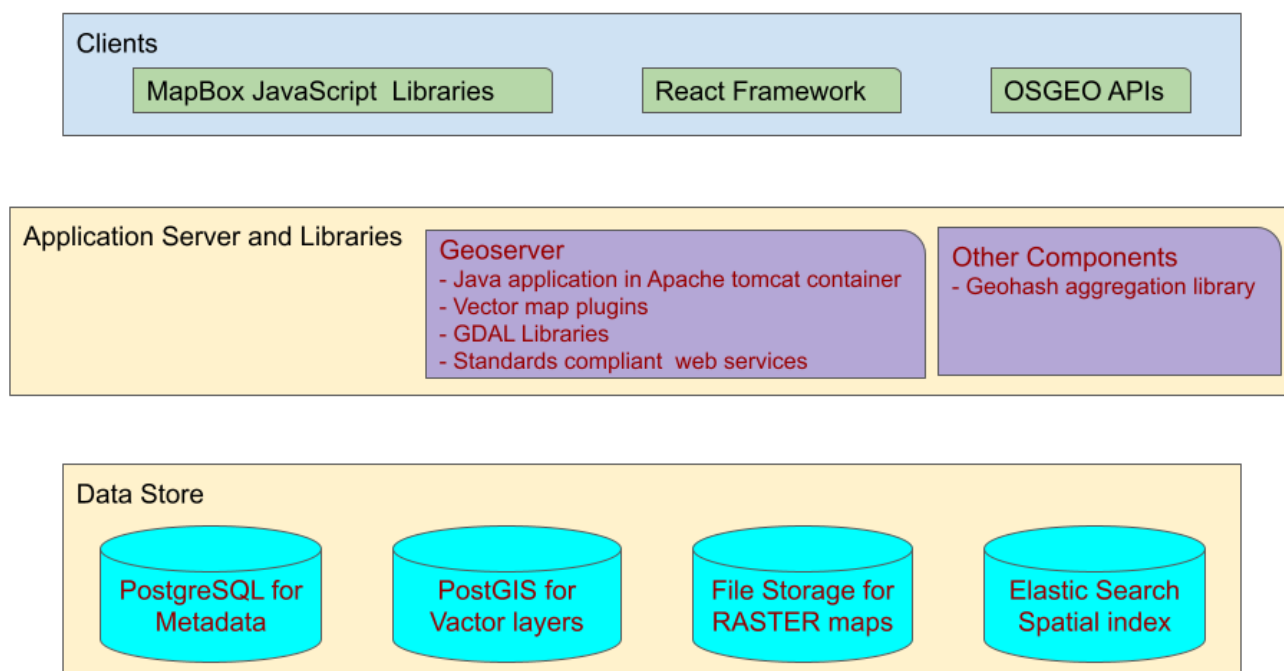 Clients
MapBox JavaScript  Libraries
React Framework
OSGEO APIs
Application Server and Libraries
Geoserver
- Java application in Apache tomcat container
- Vector map plugins
- GDAL Libraries
- Standards compliant  web services
Other Components
- Geohash aggregation library
Data Store
PostgreSQL for
Metadata
PostGIS for
Vactor layers
File Storage for
RASTER maps
Elastic Search
Spatial index